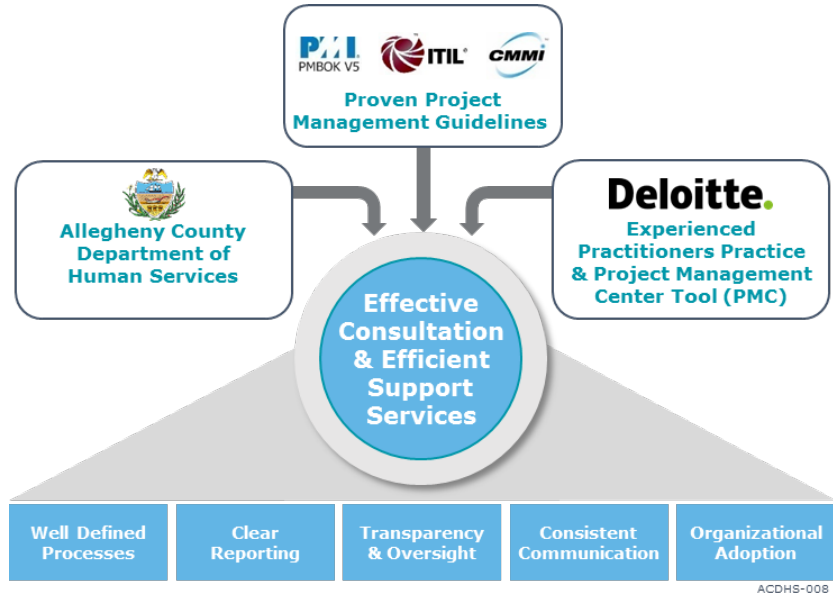 PMI.
PMBOK V5
ITIL®
CMMI
Proven Project
Management Guidelines
Allegheny County
Department of
Human Services
Deloitte.
Experienced
Practitioners Practice
& Project Management
Center Tool (PMC)
Effective
Consultation
& Efficient
Support
Services
Well Defined
Processes
Clear
Reporting
Transparency
& Oversight
Consistent
Communication
Organizational
Adoption
ACDHS-008